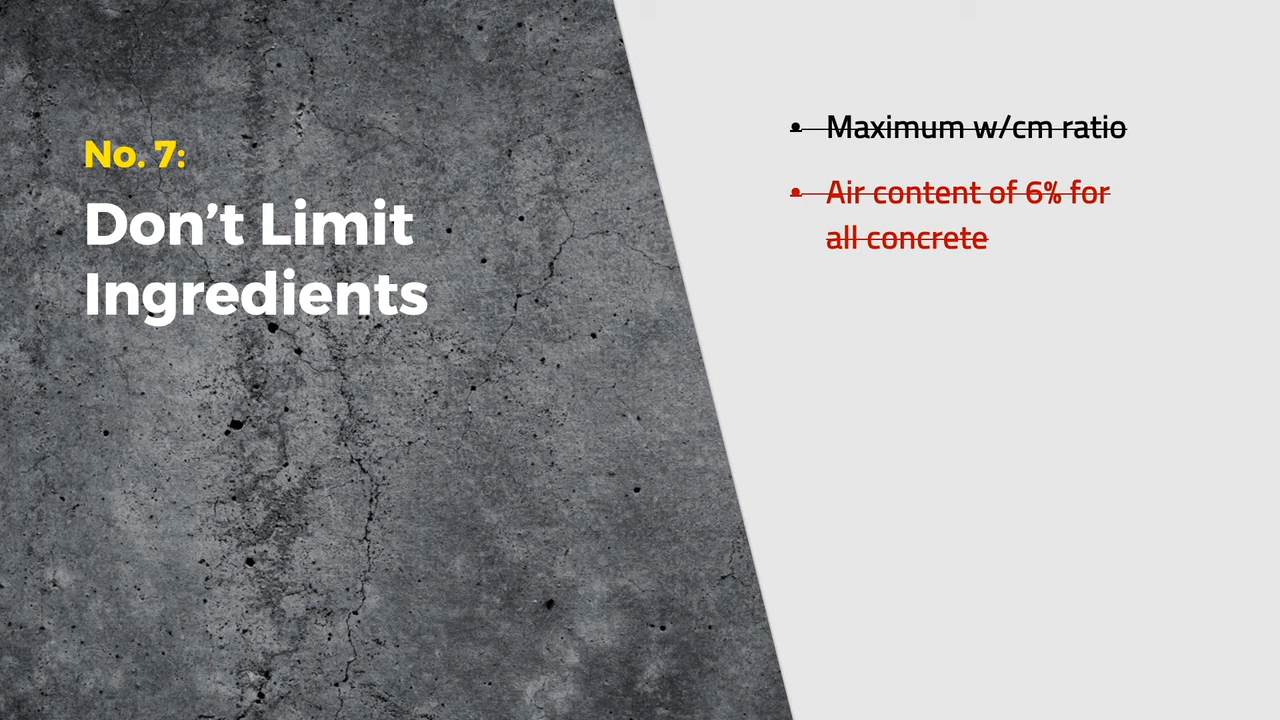 No. 7:
Don’t Limit
Ingredients
• Maximum w/cm ratio
• Air content of 6% for
all concrete